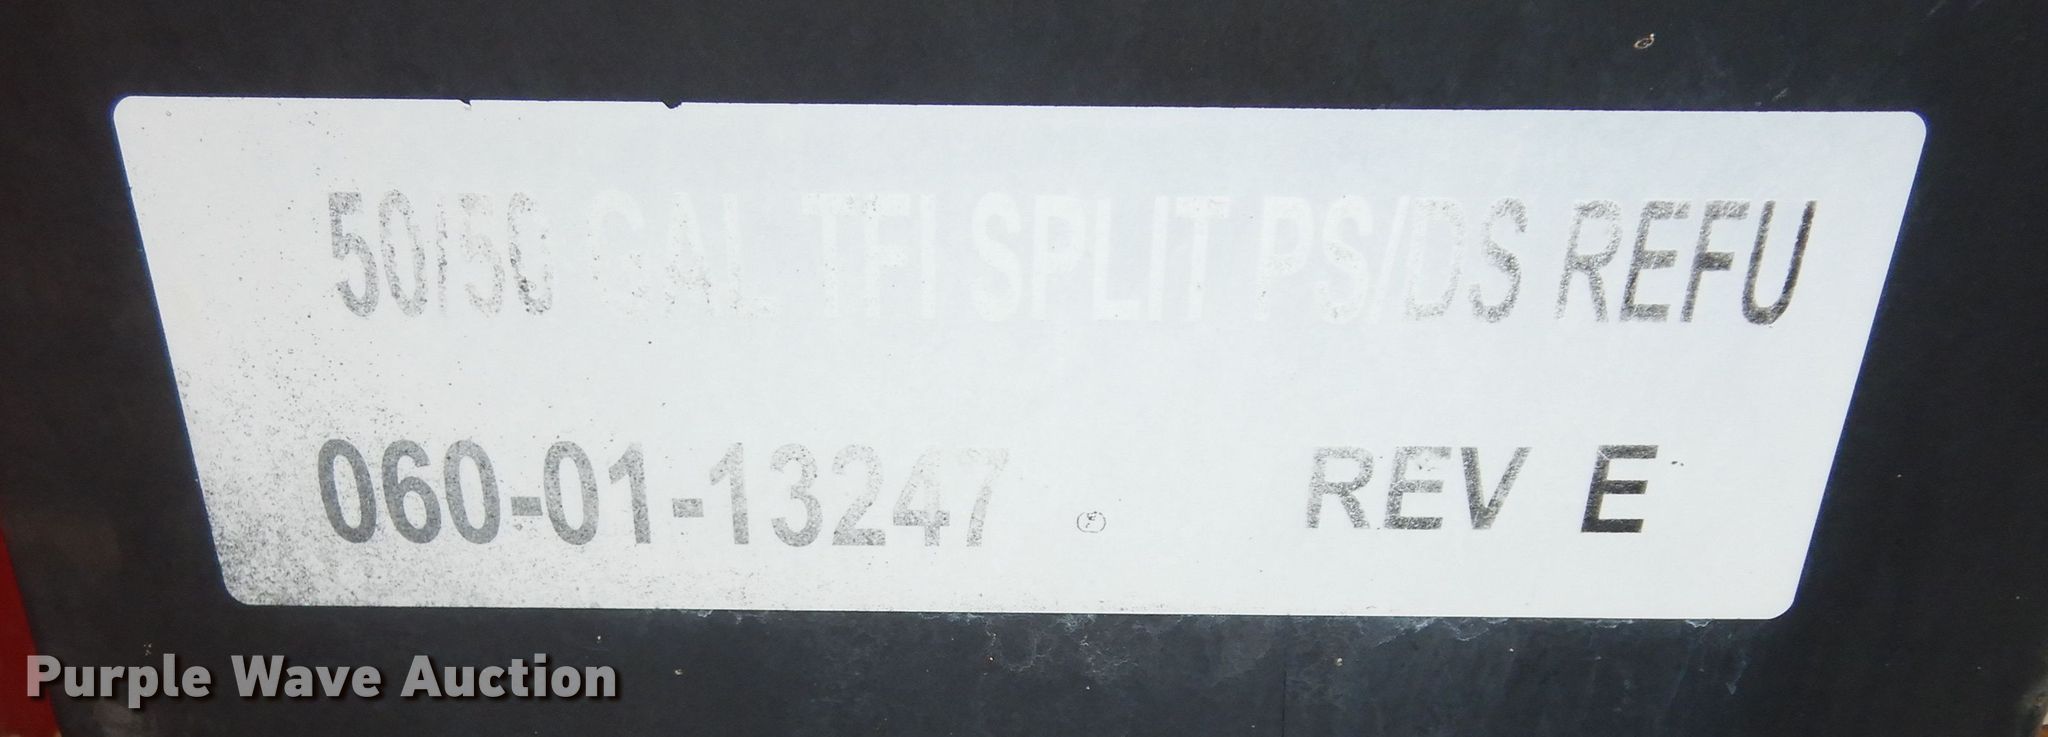 50/50 GAL TFI SPLIT PS/DS REFU
060-01-13247 REV E
Purple Wave Auction